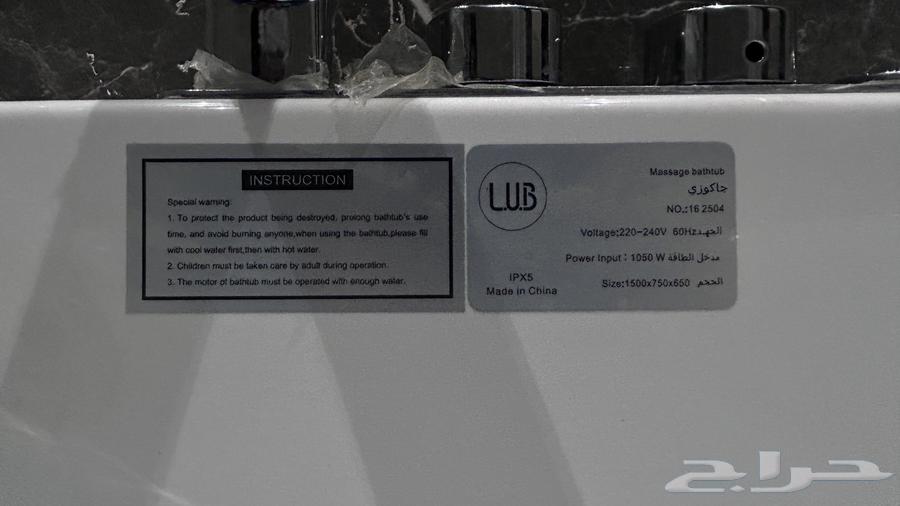 INSTRUCTION
Special warning:
1. To protect the product being destroyed, prolong bathtub's use
time, and avoid burning anyone,when using the bathtub,please fill
with cool water first,then with hot water.
2. Children must be taken care by adult during operation.
3. The motor of bathtub must be operated with enough water.
L.U.B
IPX5
Made in China
Massage bathtub
جاكوزي
NO.:16 2504
Voltage:220-240V 60Hz الجهد
Power Input : 1050 W مدخل الطاقة
Size:1500x750x650 الحجم
حراج